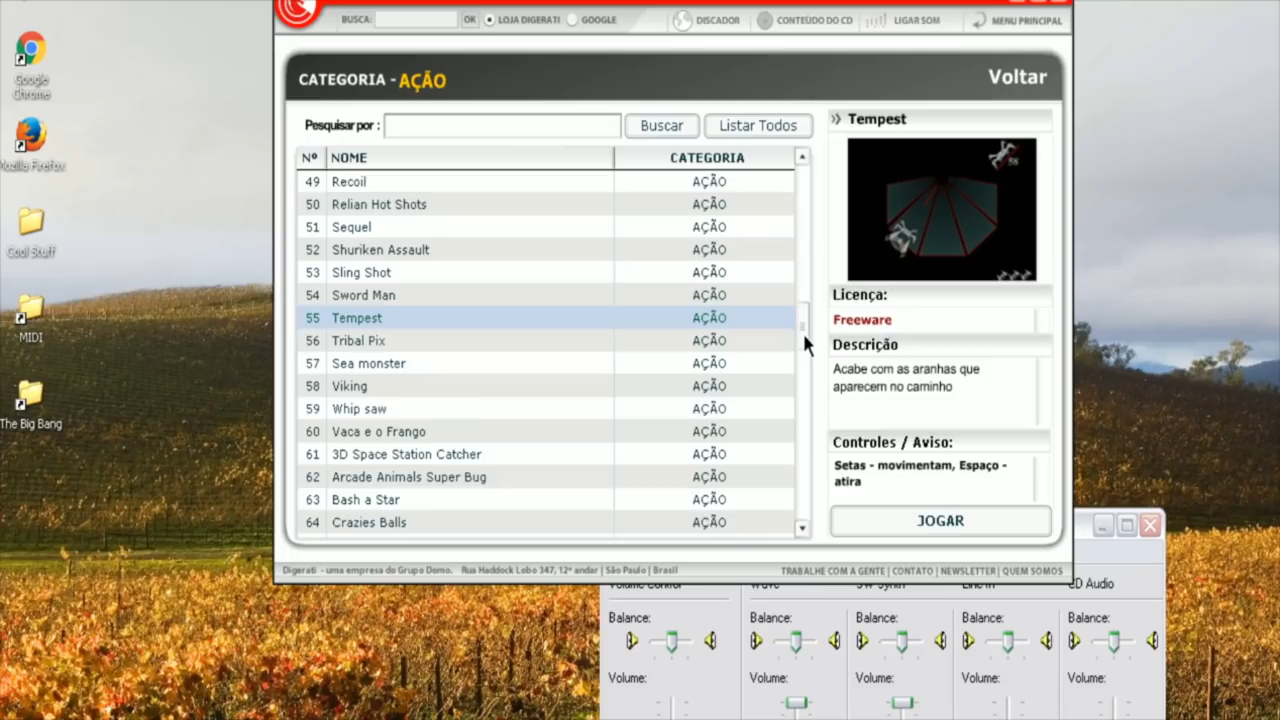 BUSCA: OK LOJA DIGERATI GOOGLE DISCADOR CONTEÚDO DO CD LIGAR SOM MENU PRINCIPAL
CATEGORIA - AÇÃO Voltar
Pesquisar por : Buscar Listar Todos
Nº NOME CATEGORIA
49 Recoil AÇÃO
50 Relian Hot Shots AÇÃO
51 Sequel AÇÃO
52 Shuriken Assault AÇÃO
53 Sling Shot AÇÃO
54 Sword Man AÇÃO
55 Tempest AÇÃO
56 Tribal Pix AÇÃO
57 Sea monster AÇÃO
58 Viking AÇÃO
59 Whip saw AÇÃO
60 Vaca e o Frango AÇÃO
61 3D Space Station Catcher AÇÃO
62 Arcade Animals Super Bug AÇÃO
63 Bash a Star AÇÃO
64 Crazies Balls AÇÃO
Tempest
58
Licença:
Freeware
Descrição
Acabe com as aranhas que
aparecem no caminho
Controles / Aviso:
Setas - movimentam, Espaço -
atira
JOGAR
Digerati - uma empresa do Grupo Domo. Rua Haddock Lobo 347, 12º andar | São Paulo | Brasil TRABALHE COM A GENTE | CONTATO | NEWSLETTER | QUEM SOMOS
Google
Chrome
Mozilla Firefox
Cool Stuff
MIDI
The Big Bang
Volume Control Wave SW Synth Line In CD Audio
Balance: Balance: Balance: Balance: Balance:
Volume: Volume: Volume: Volume: Volume: